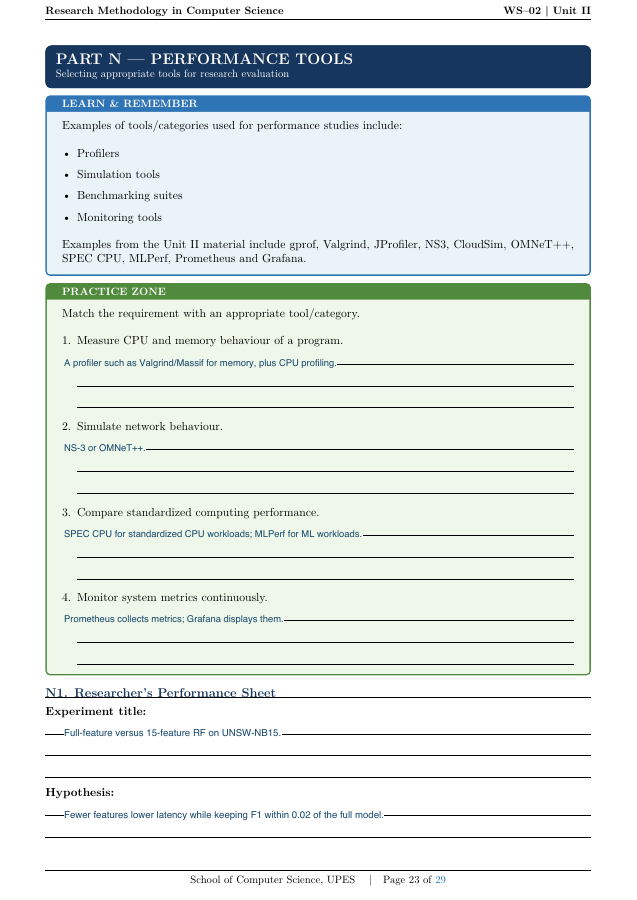 Research Methodology in Computer Science WS–02 | Unit II
PART N — PERFORMANCE TOOLS
Selecting appropriate tools for research evaluation
LEARN & REMEMBER
Examples of tools/categories used for performance studies include:
• Profilers
• Simulation tools
• Benchmarking suites
• Monitoring tools
Examples from the Unit II material include gprof, Valgrind, JProfiler, NS3, CloudSim, OMNeT++,
SPEC CPU, MLPerf, Prometheus and Grafana.
PRACTICE ZONE
Match the requirement with an appropriate tool/category.
1. Measure CPU and memory behaviour of a program.
A profiler such as Valgrind/Massif for memory, plus CPU profiling.
2. Simulate network behaviour.
NS-3 or OMNeT++.
3. Compare standardized computing performance.
SPEC CPU for standardized CPU workloads; MLPerf for ML workloads.
4. Monitor system metrics continuously.
Prometheus collects metrics; Grafana displays them.
N1. Researcher's Performance Sheet
Experiment title:
Full-feature versus 15-feature RF on UNSW-NB15.
Hypothesis:
Fewer features lower latency while keeping F1 within 0.02 of the full model.
School of Computer Science, UPES | Page 23 of 29